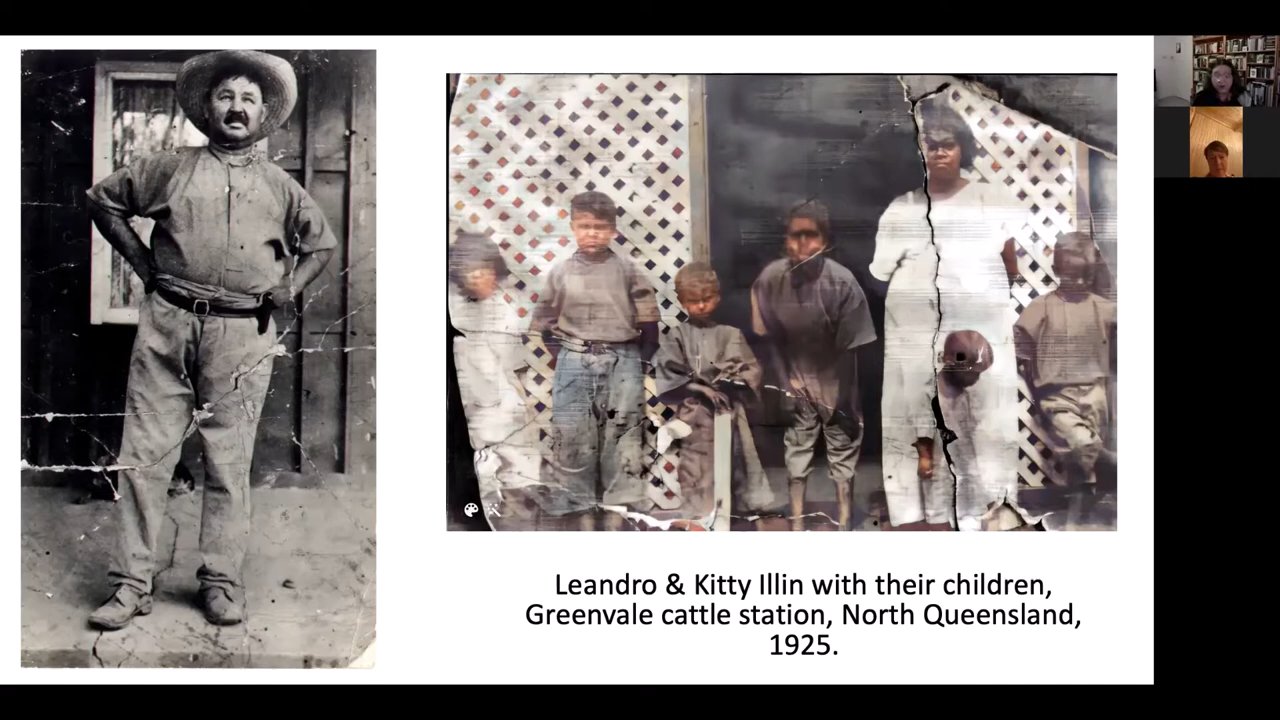 Leandro & Kitty Illin with their children,
Greenvale cattle station, North Queensland,
1925.